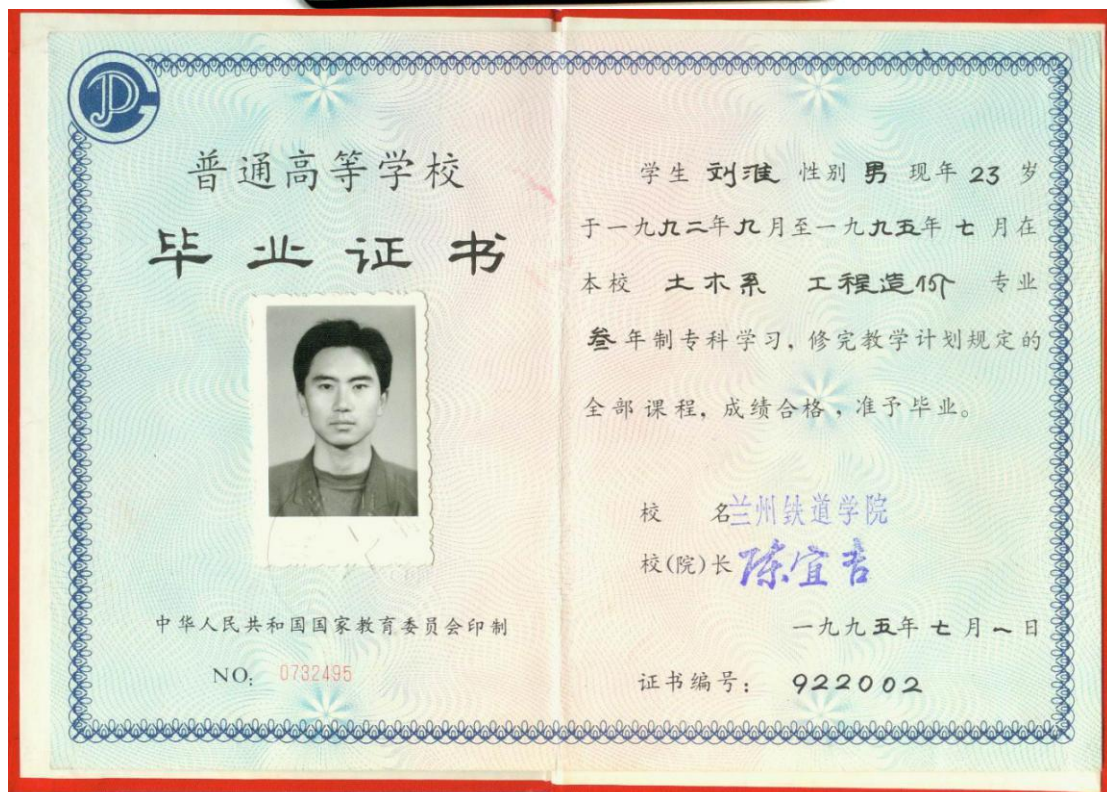 普通高等学校
毕业证书
中华人民共和国国家教育委员会印制
NO: 0732495
学生 刘淮 性别 男 现年 23 岁
于一九九二年九月至一九九五年七月在
本校 土木系 工程造价 专业
叁年制专科学习,修完教学计划规定的
全部课程,成绩合格,准予毕业。
校 名 兰州铁道学院
校(院)长 陈宜吉
一九九五年七月一日
证书编号: 922002